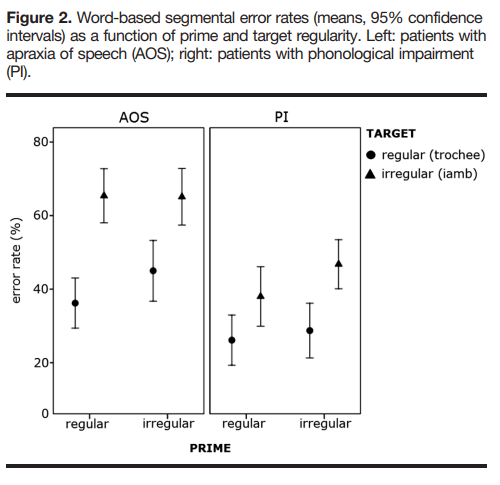 Figure 2. Word-based segmental error rates (means, 95% confidence
intervals) as a function of prime and target regularity. Left: patients with
apraxia of speech (AOS); right: patients with phonological impairment
(PI).
AOS
PI
TARGET
regular (trochee)
irregular (iamb)
error rate (%)
80
60
40
20
0
regular
irregular
regular
irregular
PRIME